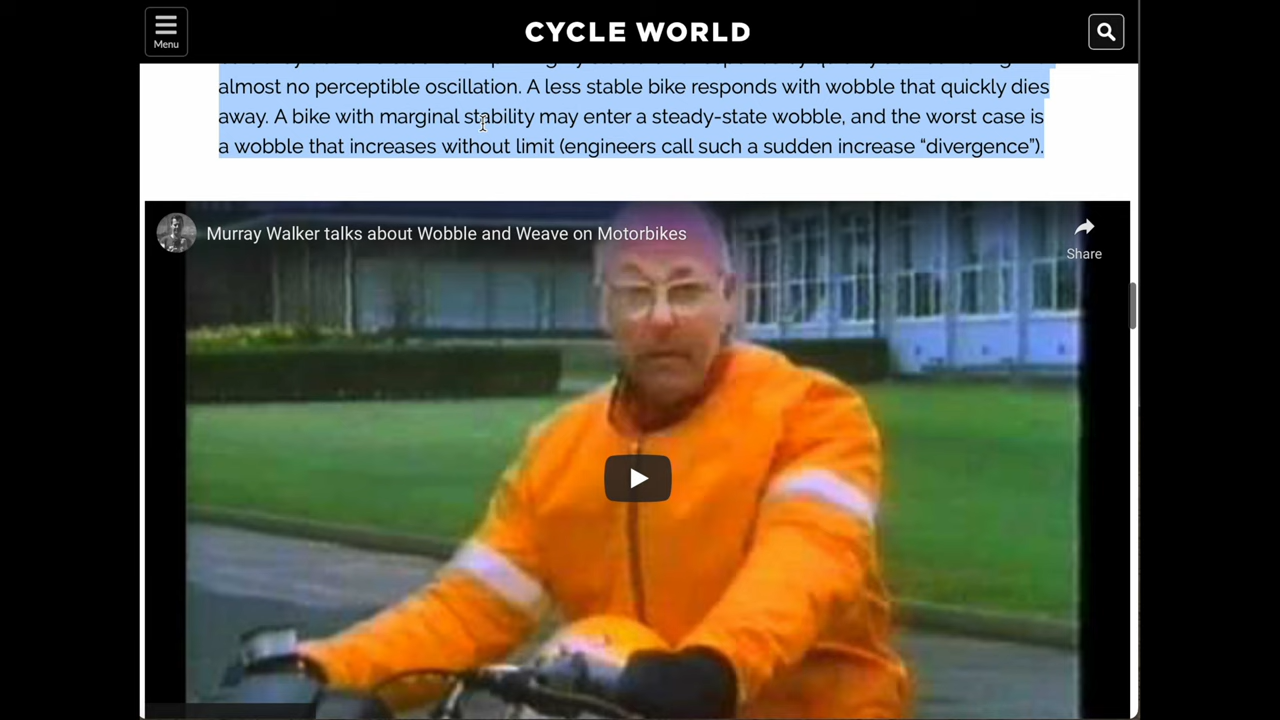 Menu
CYCLE WORLD
almost no perceptible oscillation. A less stable bike responds with wobble that quickly dies
away. A bike with marginal stability may enter a steady-state wobble, and the worst case is
a wobble that increases without limit (engineers call such a sudden increase “divergence”).
Murray Walker talks about Wobble and Weave on Motorbikes
Share